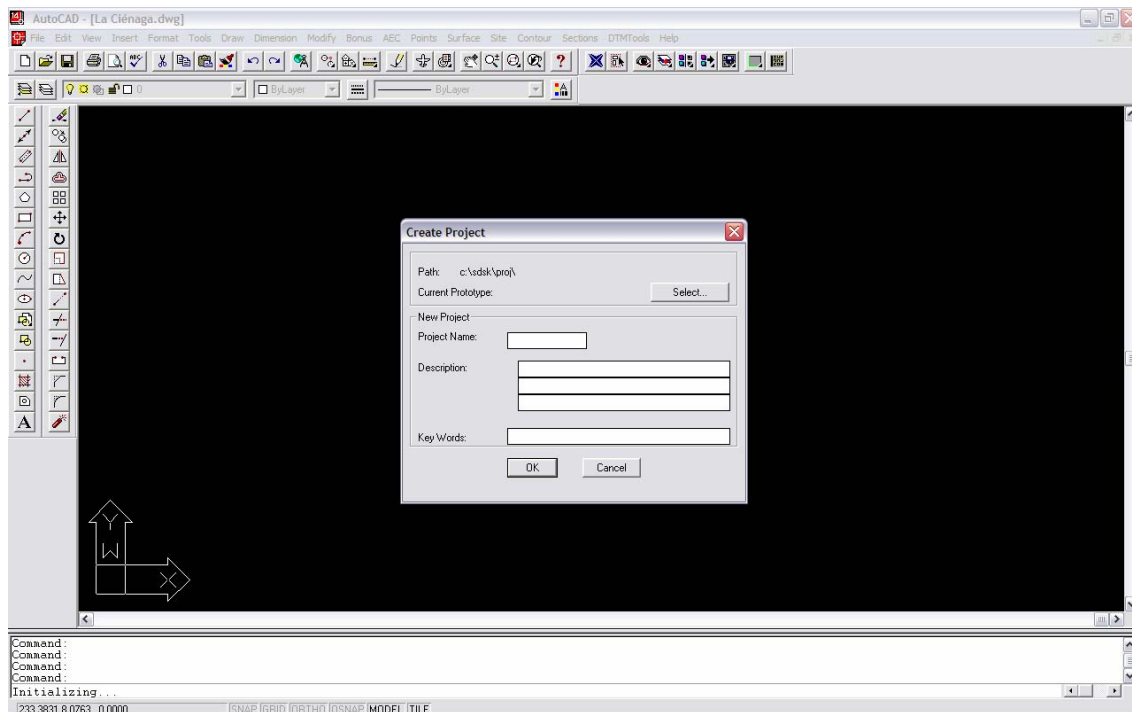 AutoCAD - [La Ciénaga.dwg]
File Edit View Insert Format Tools Draw Dimension Modify Bonus AEC Points Surface Site Contour Sections DTMTools Help
0 ByLayer ByLayer
Create Project
Path: c:\sdsk\proj\
Current Prototype: Select...
New Project
Project Name:
Description:
Key Words:
OK Cancel
Y
W
X
Command:
Command:
Command:
Command:
Initializing...
233.3831,8.0763 ,0.0000 SNAP GRID ORTHO OSNAP MODEL TILE